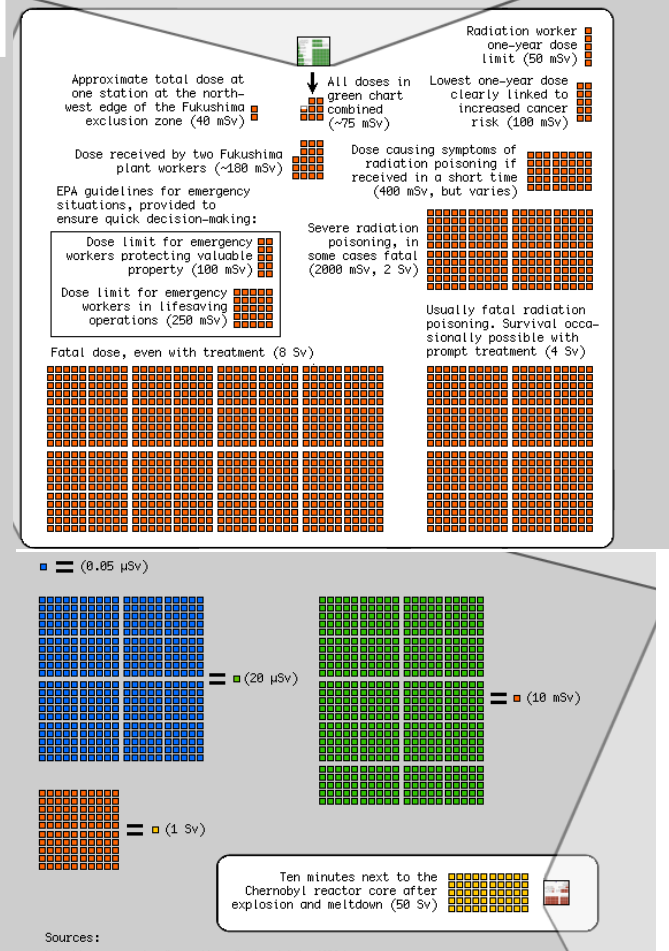 Radiation worker
one-year dose
limit (50 mSv)
Approximate total dose at
one station at the north-
west edge of the Fukushima
exclusion zone (40 mSv)
All doses in
green chart
combined
(~75 mSv)
Lowest one-year dose
clearly linked to
increased cancer
risk (100 mSv)
Dose received by two Fukushima
plant workers (~180 mSv)
Dose causing symptoms of
radiation poisoning if
received in a short time
(400 mSv, but varies)
EPA guidelines for emergency
situations, provided to
ensure quick decision-making:
Dose limit for emergency
workers protecting valuable
property (100 mSv)
Dose limit for emergency
workers in lifesaving
operations (250 mSv)
Severe radiation
poisoning, in
some cases fatal
(2000 mSv, 2 Sv)
Usually fatal radiation
poisoning. Survival occa-
sionally possible with
prompt treatment (4 Sv)
Fatal dose, even with treatment (8 Sv)
= (0.05 µSv)
= (20 µSv)
= (10 mSv)
= (1 Sv)
Ten minutes next to the
Chernobyl reactor core after
explosion and meltdown (50 Sv)
Sources: